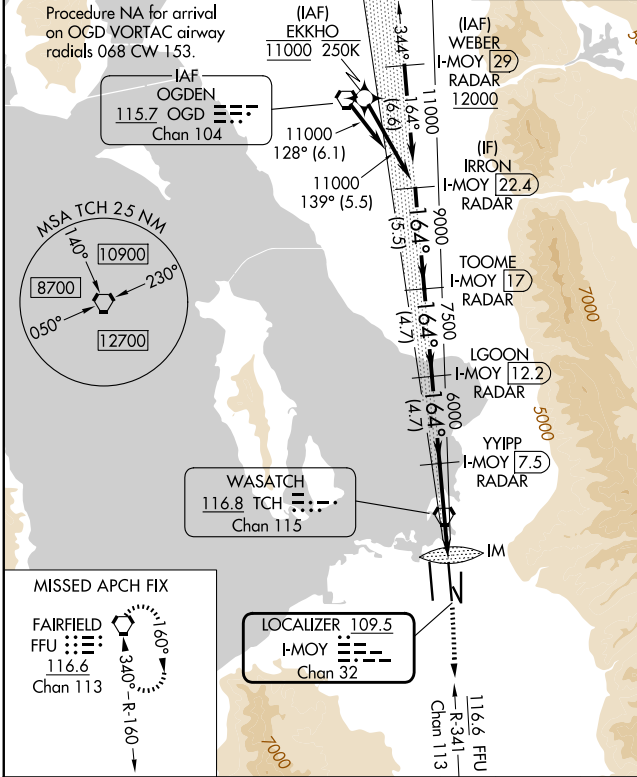 Procedure NA for arrival
on OGD VORTAC airway
radials 068 CW 153.
(IAF)
EKKHO
11000 250K
(IAF)
WEBER
I-MOY 29
RADAR
12000
IAF
OGDEN
115.7 OGD
Chan 104
344°
164°
11000
(6.6)
11000
128° (6.1)
11000
139° (5.5)
(IF)
IRRON
I-MOY 22.4
RADAR
164°
(5.5)
9000
MSA TCH 25 NM
140°
10900
230°
8700
050°
12700
TOOME
I-MOY 17
RADAR
7000
164°
(4.7)
7500
LGOON
I-MOY 12.2
RADAR
5000
164°
(4.7)
6000
YYIPP
I-MOY 7.5
RADAR
WASATCH
116.8 TCH
Chan 115
IM
MISSED APCH FIX
FAIRFIELD
FFU
116.6
Chan 113
160°
340°
R-160
LOCALIZER 109.5
I-MOY
Chan 32
R-341
116.6 FFU
Chan 113
7000